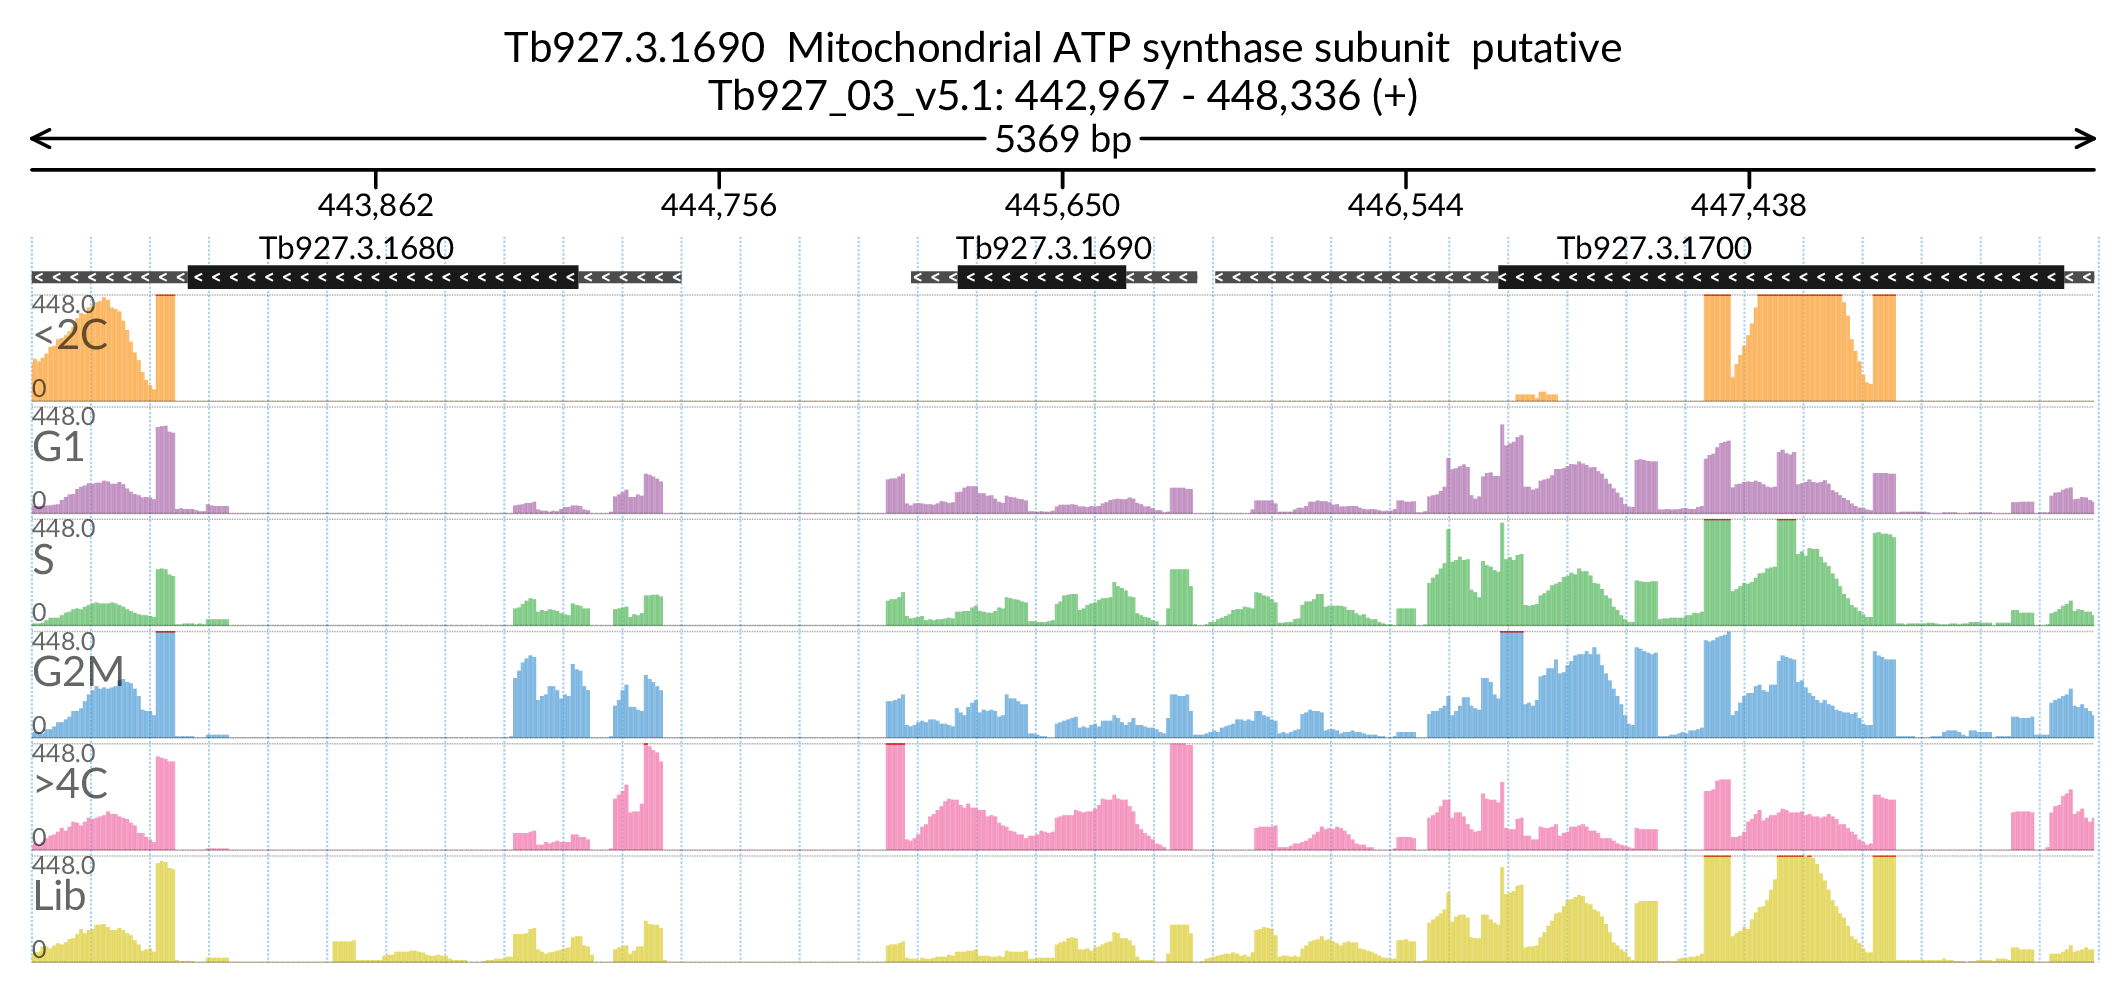 Tb927.3.1690  Mitochondrial ATP synthase subunit  putative
Tb927_03_v5.1: 442,967 - 448,336 (+)
5369 bp
443,862 444,756 445,650 446,544 447,438
Tb927.3.1680 Tb927.3.1690 Tb927.3.1700
448.0
<2C
0
448.0
G1
0
448.0
S
0
448.0
G2M
0
448.0
>4C
0
448.0
Lib
0